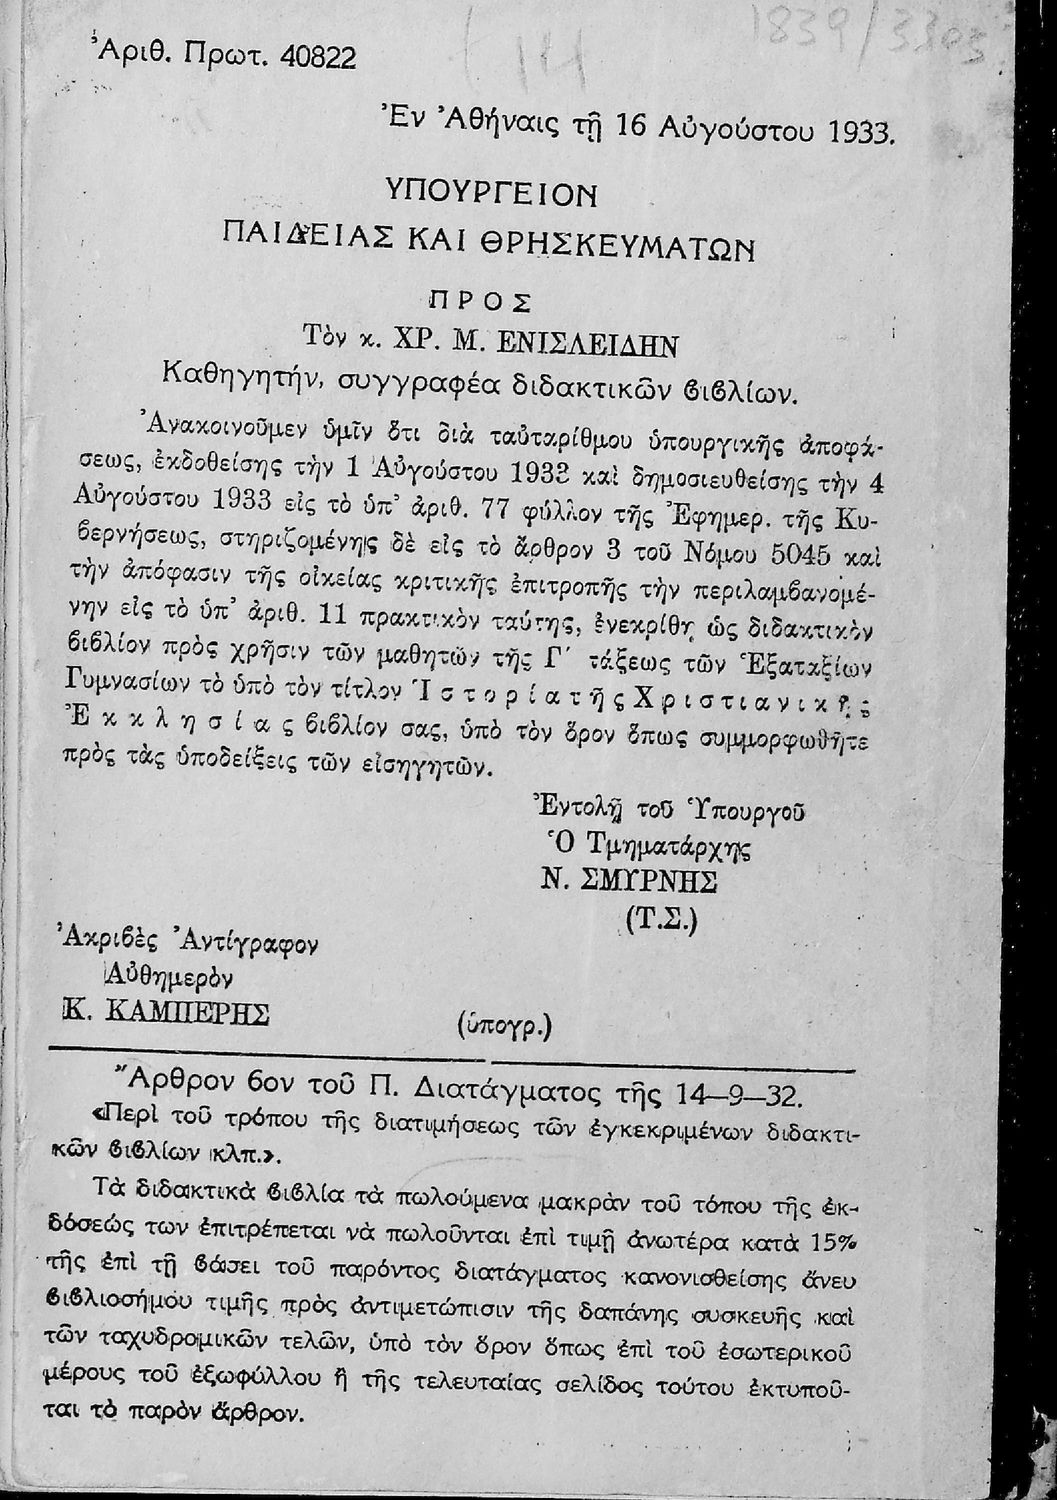 1839/3303
Ἀριθ. Πρωτ. 40822
Ἐν Ἀθήναις τῇ 16 Αὐγούστου 1933.
ΥΠΟΥΡΓΕΙΟΝ
ΠΑΙΔΕΙΑΣ ΚΑΙ ΘΡΗΣΚΕΥΜΑΤΩΝ
ΠΡΟΣ
Τὸν κ. ΧΡ. Μ. ΕΝΙΣΛΕΙΔΗΝ
Καθηγητήν, συγγραφέα διδακτικῶν βιβλίων.
Ἀνακοινοῦμεν ὑμῖν ὅτι διὰ ταὐταρίθμου ὑπουργικῆς ἀποφά-
σεως, ἐκδοθείσης τὴν 1 Αὐγούστου 1933 καὶ δημοσιευθείσης τὴν 4
Αὐγούστου 1933 εἰς τὸ ὑπ’ ἀριθ. 77 φύλλον τῆς Ἐφημερ. τῆς Κυ-
βερνήσεως, στηριζομένης δὲ εἰς τὸ ἄρθρον 3 τοῦ Νόμου 5045 καὶ
τὴν ἀπόφασιν τῆς οἰκείας κριτικῆς ἐπιτροπῆς τὴν περιλαμβανομέ-
νην εἰς τὸ ὑπ’ ἀριθ. 11 πρακτικὸν ταύτης, ἐνεκρίθη ὡς διδακτικὸν
βιβλίον πρὸς χρῆσιν τῶν μαθητῶν τῆς Γ΄ τάξεως τῶν Ἑξαταξίων
Γυμνασίων τὸ ὑπὸ τὸν τίτλον Ἱστορία τῆς Χριστιανικῆς
Ἐκκλησίας βιβλίον σας, ὑπὸ τὸν ὅρον ὅπως συμμορφωθῆτε
πρὸς τὰς ὑποδείξεις τῶν εἰσηγητῶν.
Ἐντολῇ τοῦ Ὑπουργοῦ
Ὁ Τμηματάρχης
Ν. ΣΜΥΡΝΗΣ
(Τ.Σ.)
Ἀκριβὲς Ἀντίγραφον
Αὐθημερὸν
Κ. ΚΑΜΠΕΡΗΣ
(ὑπογρ.)
Ἄρθρον 6ον τοῦ Π. Διατάγματος τῆς 14—9—32.
«Περὶ τοῦ τρόπου τῆς διατιμήσεως τῶν ἐγκεκριμένων διδακτι-
κῶν βιβλίων κλπ.».
Τὰ διδακτικὰ βιβλία τὰ πωλούμενα μακρὰν τοῦ τόπου τῆς ἐκ-
δόσεώς των ἐπιτρέπεται νὰ πωλοῦνται ἐπὶ τιμῇ ἀνωτέρα κατὰ 15%
τῆς ἐπὶ τῇ βάσει τοῦ παρόντος διατάγματος κανονισθείσης ἄνευ
βιβλιοσήμου τιμῆς πρὸς ἀντιμετώπισιν τῆς δαπάνης συσκευῆς καὶ
τῶν ταχυδρομικῶν τελῶν, ὑπὸ τὸν ὅρον ὅπως ἐπὶ τοῦ ἐσωτερικοῦ
μέρους τοῦ ἐξωφύλλου ἢ τῆς τελευταίας σελίδος τούτου ἐκτυποῦ-
ται τὸ παρὸν ἄρθρον.